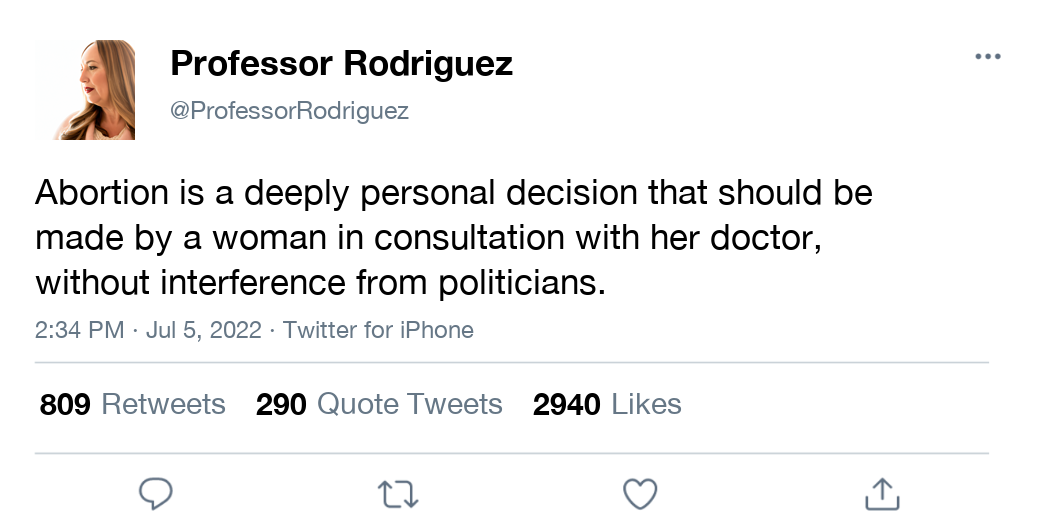 Professor Rodriguez
@ProfessorRodriguez
Abortion is a deeply personal decision that should be
made by a woman in consultation with her doctor,
without interference from politicians.
2:34 PM · Jul 5, 2022 · Twitter for iPhone
809 Retweets 290 Quote Tweets 2940 Likes